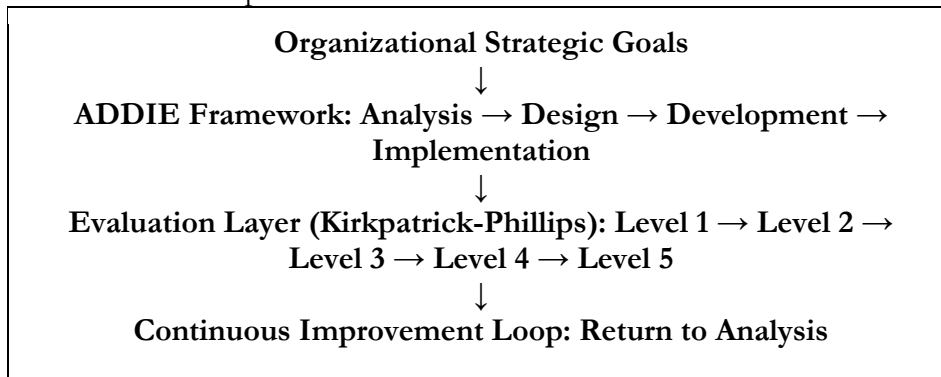 Organizational Strategic Goals
↓
ADDIE Framework: Analysis → Design → Development →
Implementation
↓
Evaluation Layer (Kirkpatrick-Phillips): Level 1 → Level 2 →
Level 3 → Level 4 → Level 5
↓
Continuous Improvement Loop: Return to Analysis